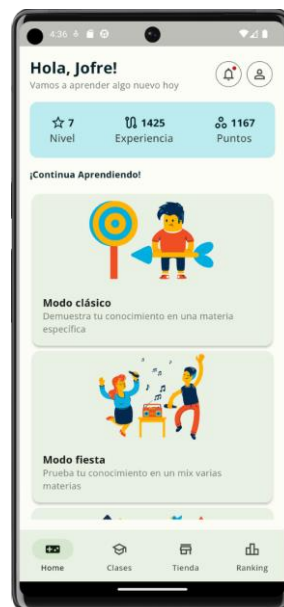 4:36
Hola, Jofre!
Vamos a aprender algo nuevo hoy
7
1425
1167
Nivel
Experiencia
Puntos
¡Continua Aprendiendo!
Modo clásico
Demuestra tu conocimiento en una materia
específica
Modo fiesta
Prueba tu conocimiento en un mix varias
materias
Home
Clases
Tienda
Ranking